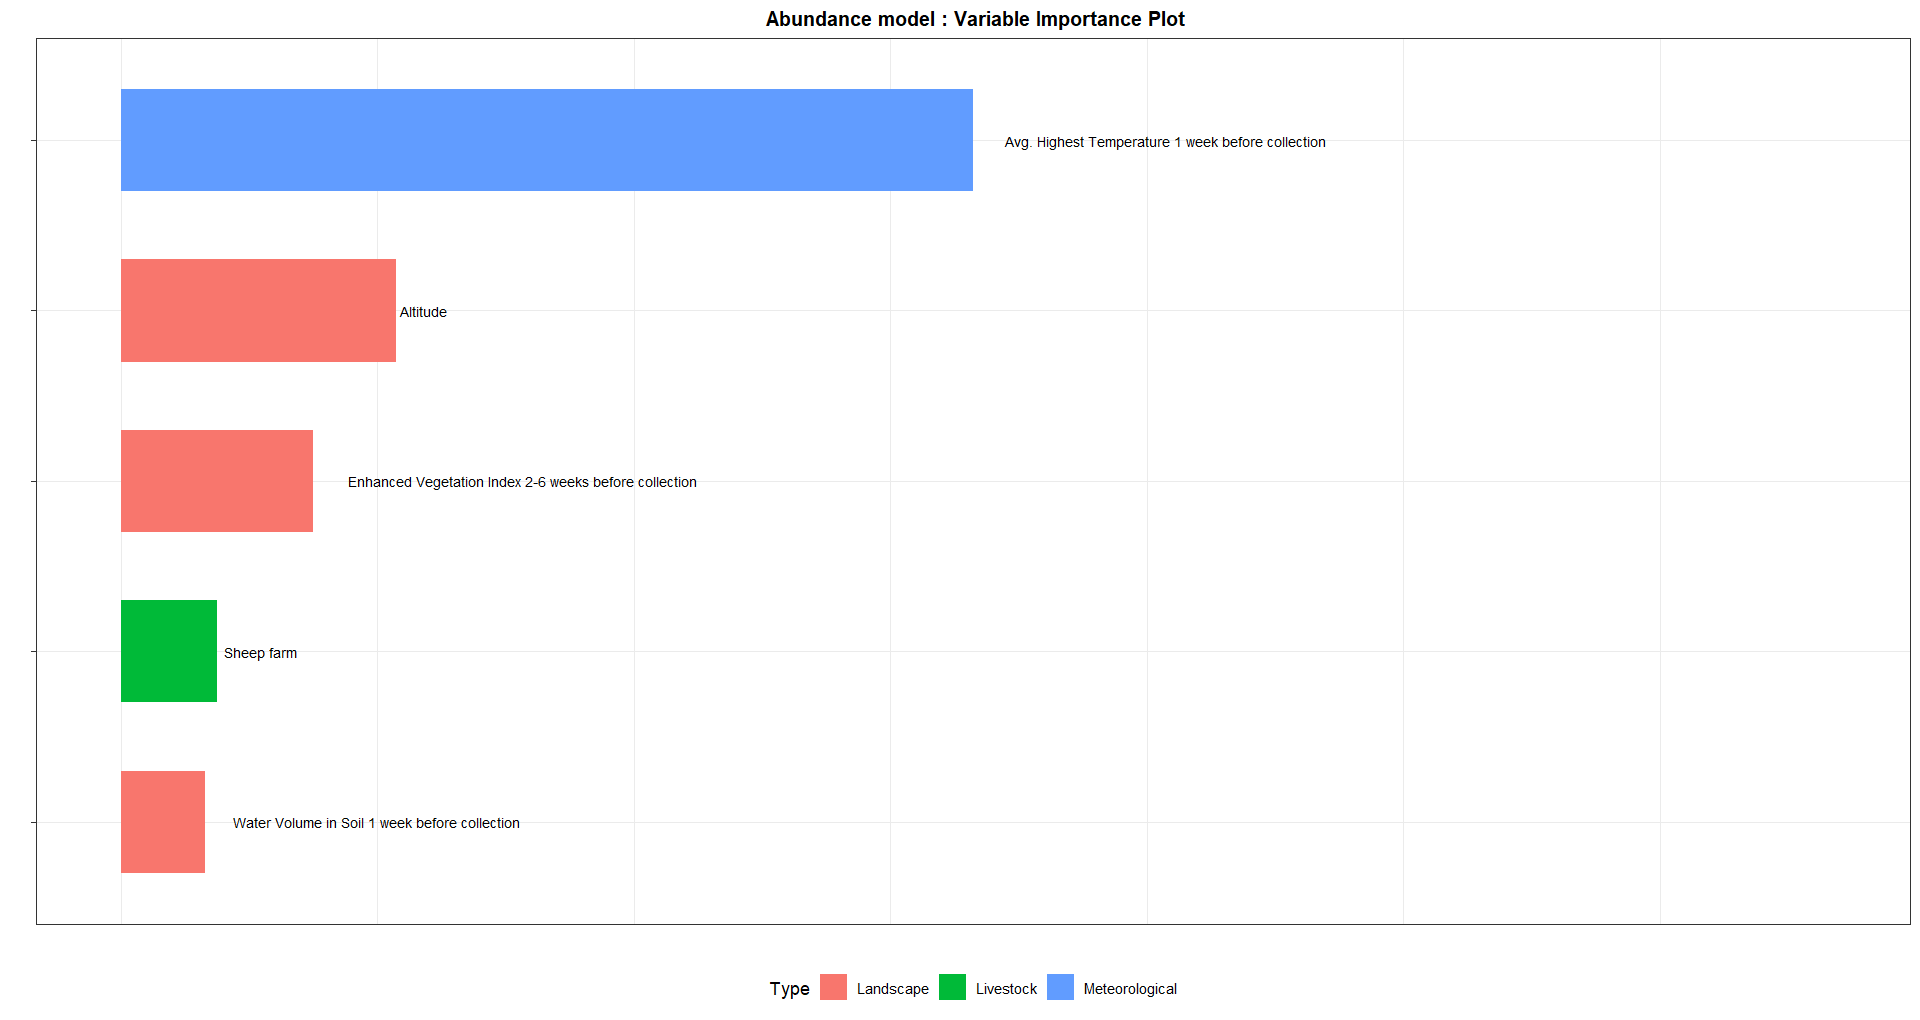 Abundance model : Variable Importance Plot
Avg. Highest Temperature 1 week before collection
Altitude
Enhanced Vegetation Index 2-6 weeks before collection
Sheep farm
Water Volume in Soil 1 week before collection
Type Landscape Livestock Meteorological